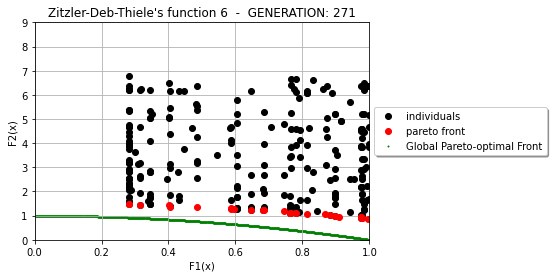 Zitzler-Deb-Thiele's function 6 - GENERATION: 271
F2(x)
9
8
7
6
5
4
3
2
1
0
0.0 0.2 0.4 0.6 0.8 1.0
F1(x)
individuals
pareto front
Global Pareto-optimal Front